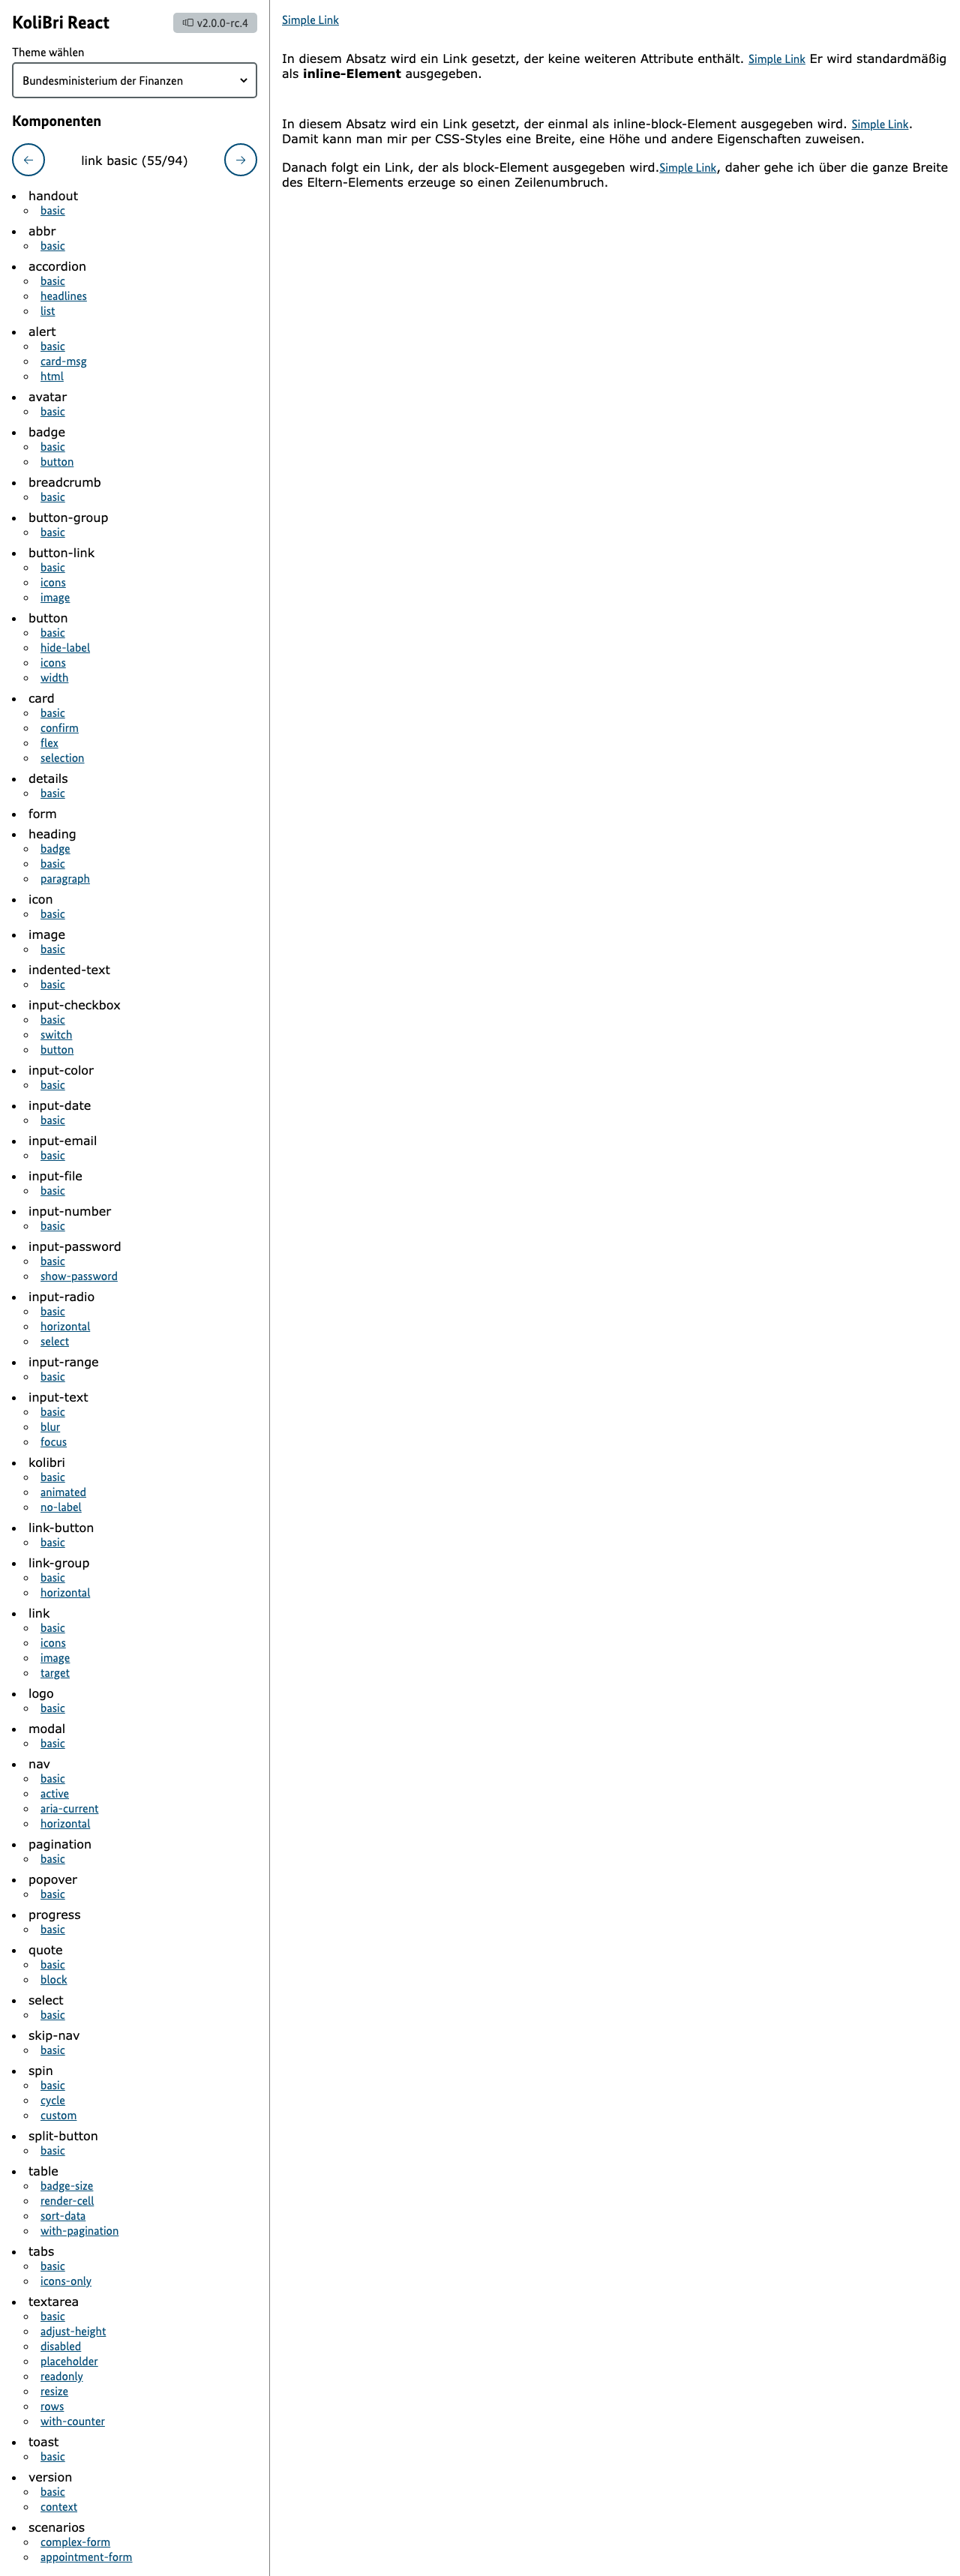 KoliBri React
v2.0.0-rc.4
Theme wählen
Bundesministerium der Finanzen
Komponenten
link basic (55/94)
handout
basic
abbr
basic
accordion
basic
headlines
list
alert
basic
card-msg
html
avatar
basic
badge
basic
button
breadcrumb
basic
button-group
basic
button-link
basic
icons
image
button
basic
hide-label
icons
width
card
basic
confirm
flex
selection
details
basic
form
heading
badge
basic
paragraph
icon
basic
image
basic
indented-text
basic
input-checkbox
basic
switch
button
input-color
basic
input-date
basic
input-email
basic
input-file
basic
input-number
basic
input-password
basic
show-password
input-radio
basic
horizontal
select
input-range
basic
input-text
basic
blur
focus
kolibri
basic
animated
no-label
link-button
basic
link-group
basic
horizontal
link
basic
icons
image
target
logo
basic
modal
basic
nav
basic
active
aria-current
horizontal
pagination
basic
popover
basic
progress
basic
quote
basic
block
select
basic
skip-nav
basic
spin
basic
cycle
custom
split-button
basic
table
badge-size
render-cell
sort-data
with-pagination
tabs
basic
icons-only
textarea
basic
adjust-height
disabled
placeholder
readonly
resize
rows
with-counter
toast
basic
version
basic
context
scenarios
complex-form
appointment-form
Simple Link
In diesem Absatz wird ein Link gesetzt, der keine weiteren Attribute enthält. Simple Link Er wird standardmäßig
als inline-Element ausgegeben.
In diesem Absatz wird ein Link gesetzt, der einmal als inline-block-Element ausgegeben wird. Simple Link.
Damit kann man mir per CSS-Styles eine Breite, eine Höhe und andere Eigenschaften zuweisen.
Danach folgt ein Link, der als block-Element ausgegeben wird.Simple Link, daher gehe ich über die ganze Breite
des Eltern-Elements erzeuge so einen Zeilenumbruch.